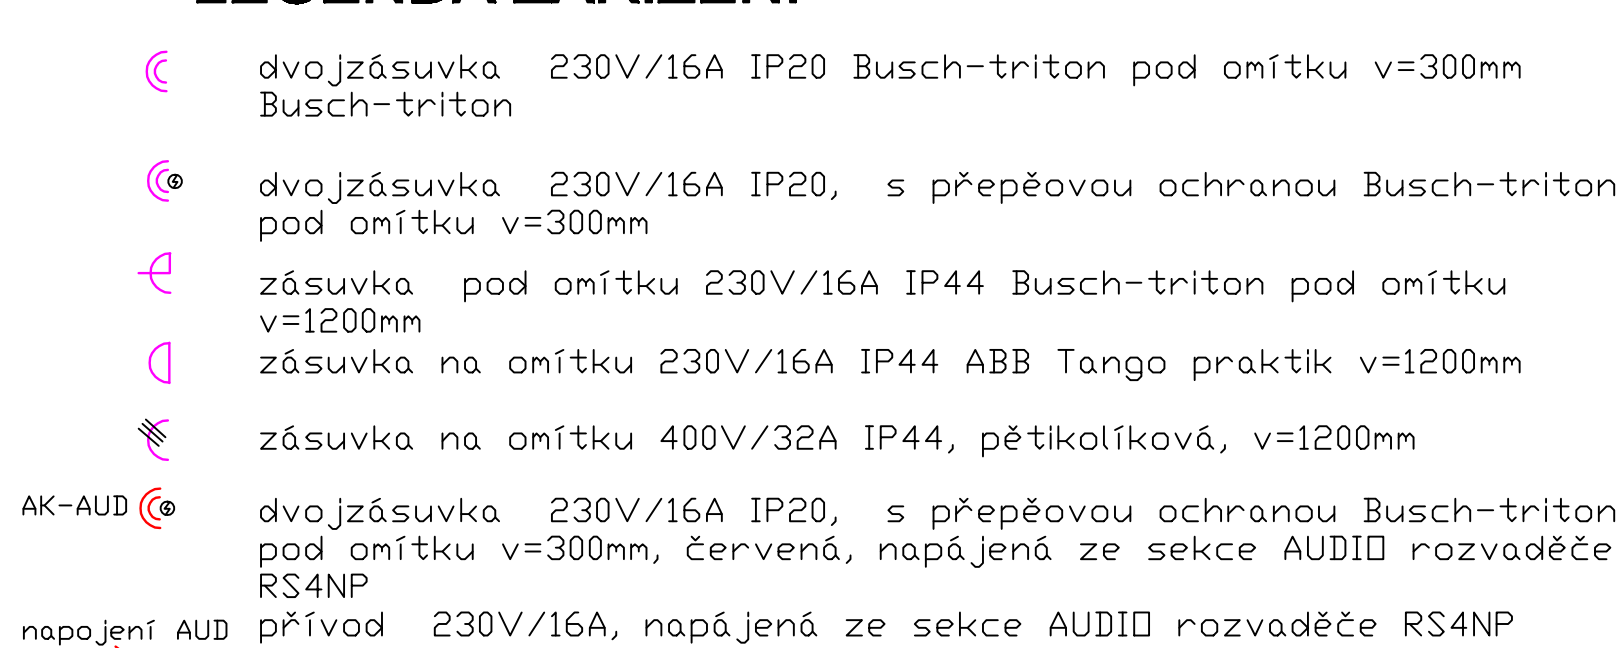 dvojzásuvka 230V/16A IP20 Busch-triton pod omítku v=300mm
Busch-triton
dvojzásuvka 230V/16A IP20, s přepěovou ochranou Busch-triton
pod omítku v=300mm
zásuvka pod omítku 230V/16A IP44 Busch-triton pod omítku
v=1200mm
zásuvka na omítku 230V/16A IP44 ABB Tango praktik v=1200mm
zásuvka na omítku 400V/32A IP44, pětikolíková, v=1200mm
AK-AUD dvojzásuvka 230V/16A IP20, s přepěovou ochranou Busch-triton
pod omítku v=300mm, červená, napájená ze sekce AUDI▯ rozvaděče
RS4NP
napojení AUD přívod 230V/16A, napájená ze sekce AUDI▯ rozvaděče RS4NP